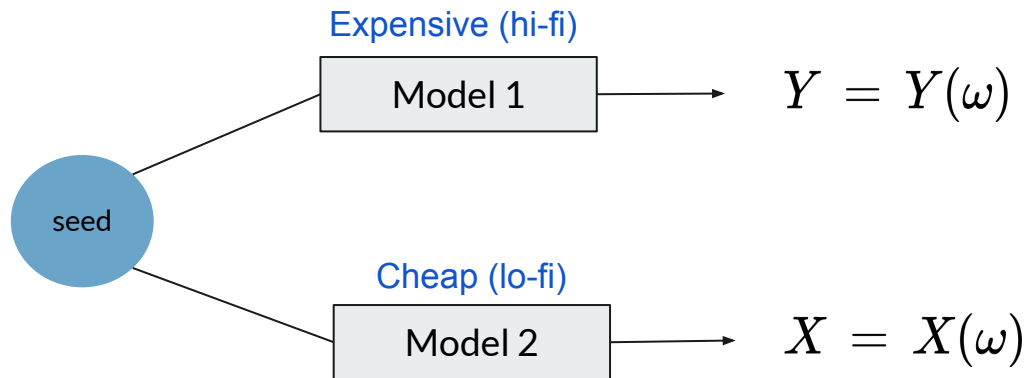 Expensive (hi-fi)
Model 1
Y = Y(ω)
seed
Cheap (lo-fi)
Model 2
X = X(ω)